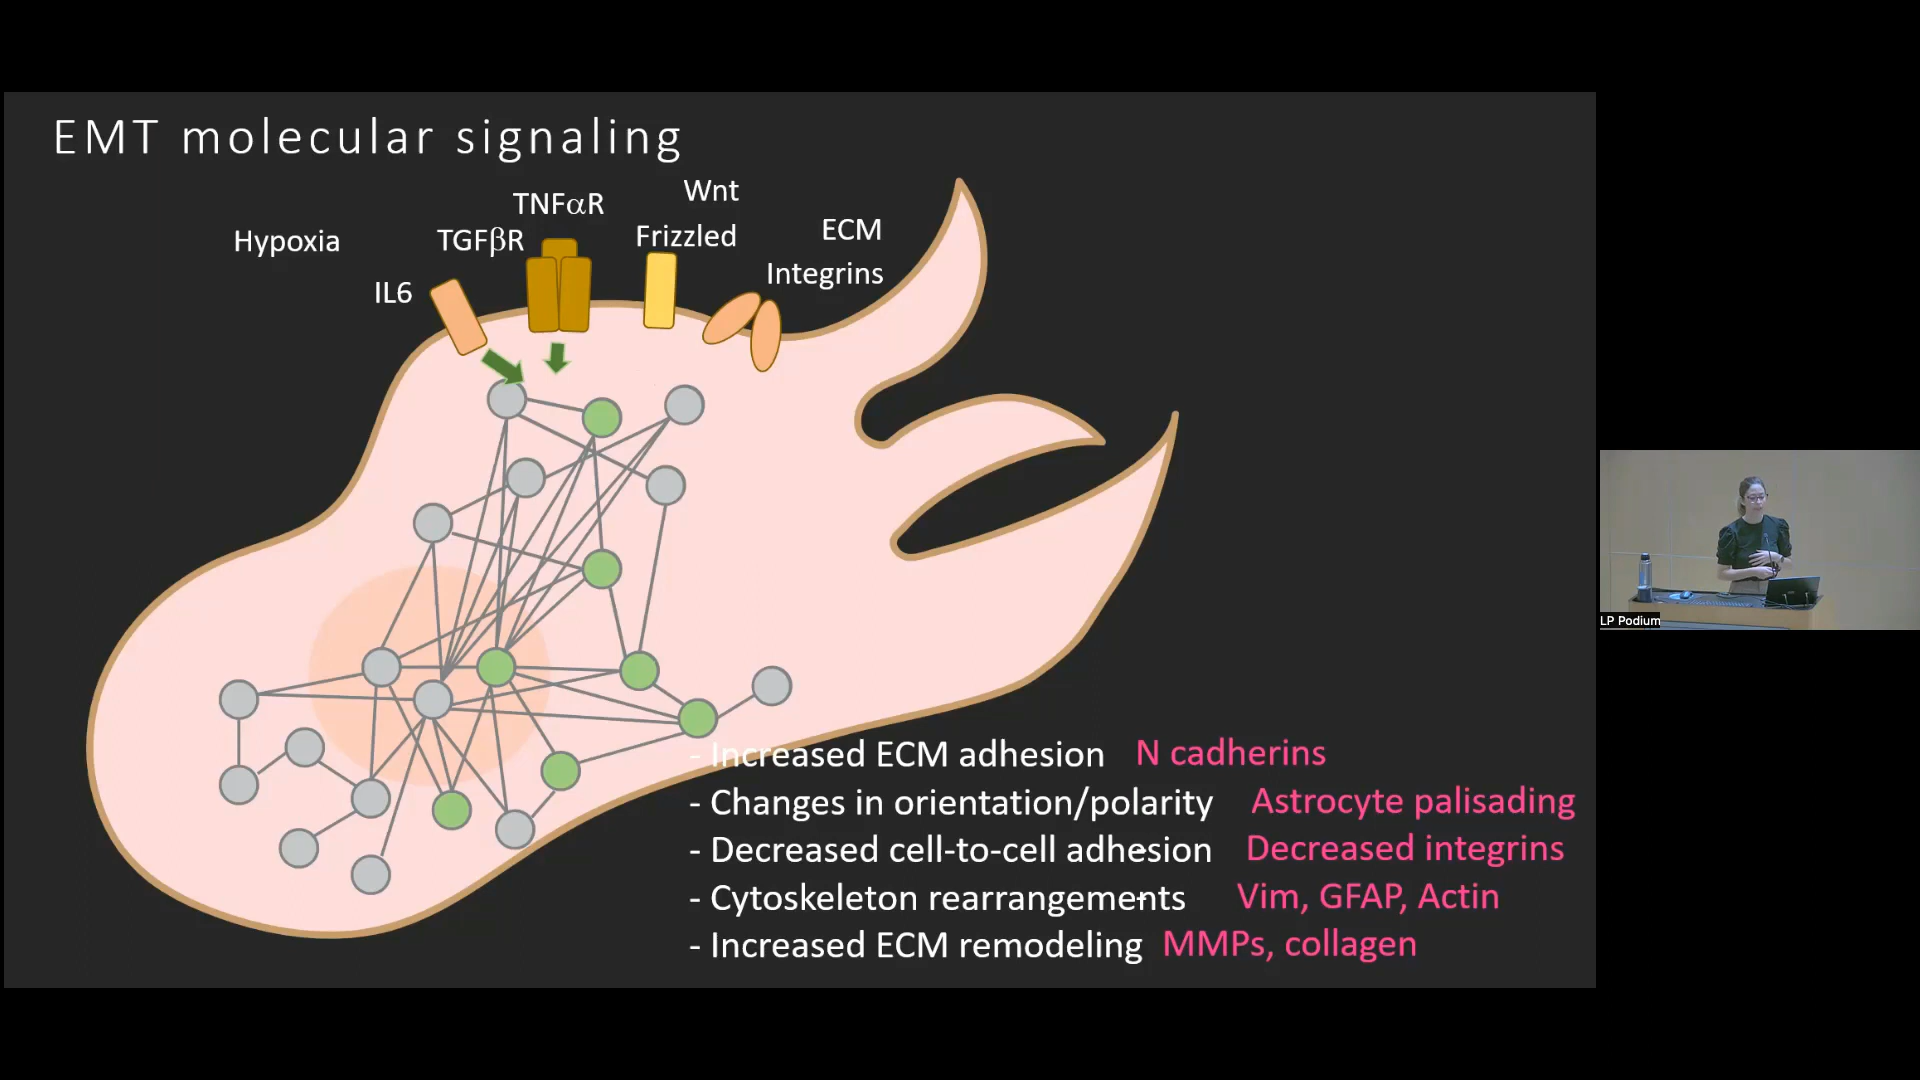 EMT molecular signaling
Wnt
TNFαR
Hypoxia
TGFβR
Frizzled
ECM
IL6
Integrins
- Increased ECM adhesion N cadherins
- Changes in orientation/polarity Astrocyte palisading
- Decreased cell-to-cell adhesion Decreased integrins
- Cytoskeleton rearrangements Vim, GFAP, Actin
- Increased ECM remodeling MMPs, collagen
LP Podium